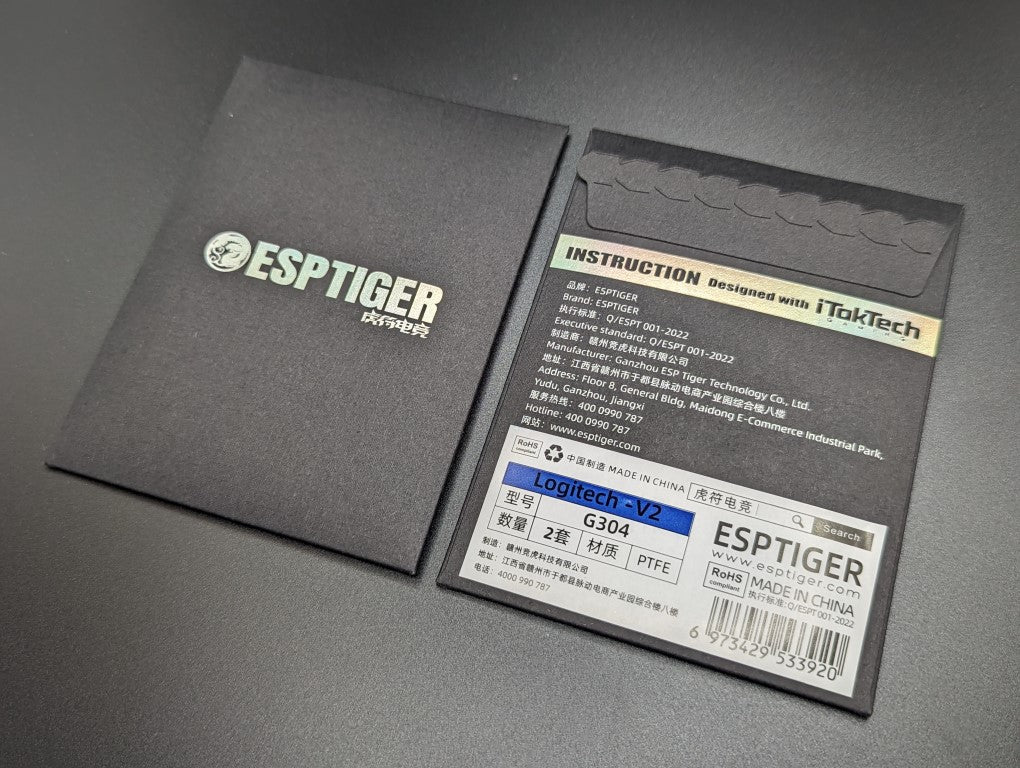 ESPTIGER
虎符电竞
INSTRUCTION Designed with iTokTech
GAMING
品牌：ESPTIGER
Brand: ESPTIGER
执行标准：Q/ESPT 001-2022
Executive standard: Q/ESPT 001-2022
制造商：赣州竞虎科技有限公司
Manufacturer: Ganzhou ESP Tiger Technology Co., Ltd.
地址：江西省赣州市于都县脉动电商产业园综合楼八楼
Address: Floor 8, General Bldg, Maidong E-Commerce Industrial Park,
Yudu, Ganzhou, Jiangxi
服务热线：400 0990 787
Hotline: 400 0990 787
网站：www.esptiger.com
RoHS
compliant
中国制造 MADE IN CHINA
虎符电竞
Search
Logitech -V2
型号
G304
数量
2套
材质
PTFE
制造：赣州竞虎科技有限公司
地址：江西省赣州市于都县脉动电商产业园综合楼八楼
电话：4000 990 787
ESPTIGER
www.esptiger.com
RoHS
compliant
MADE IN CHINA
执行标准:Q/ESPT 001-2022
6 973429 533920